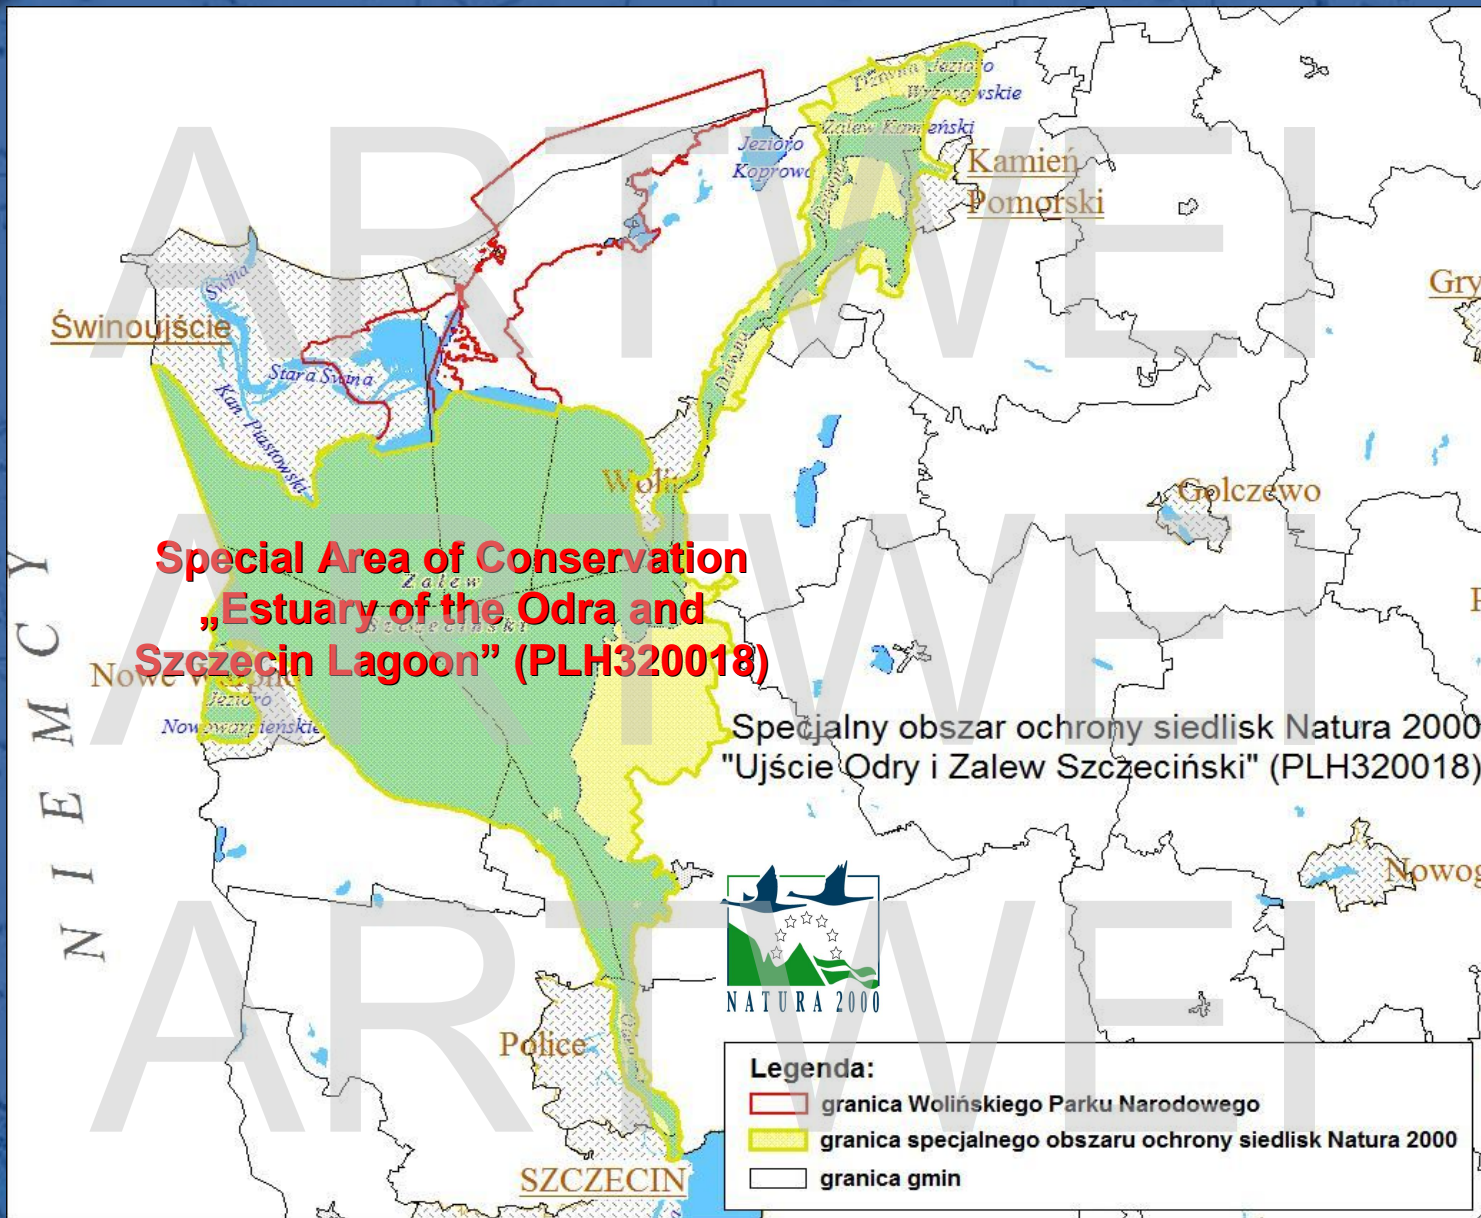 ARTWEI
ARTWEI
ARTWEI
Dziwna
Jezioro
Wrzosowskie
Zalew Kamieński
Jezioro
Koprowo
Kamień
Pomorski
Dziwna
Świna
Świnoujście
Stara Świna
Kan. Piastowski
Dziwna
Gry
Wolin
Golczewo
Special Area of Conservation
„Estuary of the Odra and
Szczecin Lagoon” (PLH320018)
Zalew
Szczeciński
Nowe Warpno
Jezioro
Nowowarpieńskie
NIEMCY
P
Specjalny obszar ochrony siedlisk Natura 2000
"Ujście Odry i Zalew Szczeciński" (PLH320018)
Nowog
NATURA 2000
Police
Legenda:
granica Wolińskiego Parku Narodowego
granica specjalnego obszaru ochrony siedlisk Natura 2000
granica gmin
SZCZECIN